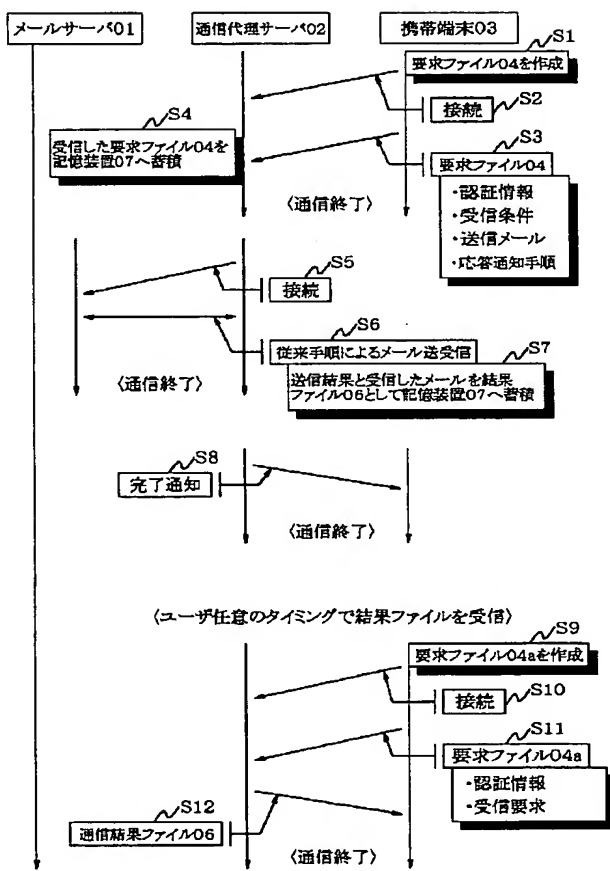 メールサーバ01
通信代理サーバ02
携帯端末03
S1
要求ファイル04を作成
S2
接続
S4
受信した要求ファイル04を
記憶装置07へ蓄積
S3
要求ファイル04
・認証情報
・受信条件
・送信メール
・応答通知手順
〈通信終了〉
S5
接続
S6
従来手順によるメール送受信
S7
送信結果と受信したメールを結果
ファイル06として記憶装置07へ蓄積
〈通信終了〉
S8
完了通知
〈通信終了〉
〈ユーザ任意のタイミングで結果ファイルを受信〉
S9
要求ファイル04aを作成
S10
接続
S11
要求ファイル04a
・認証情報
・受信要求
S12
通信結果ファイル06
〈通信終了〉